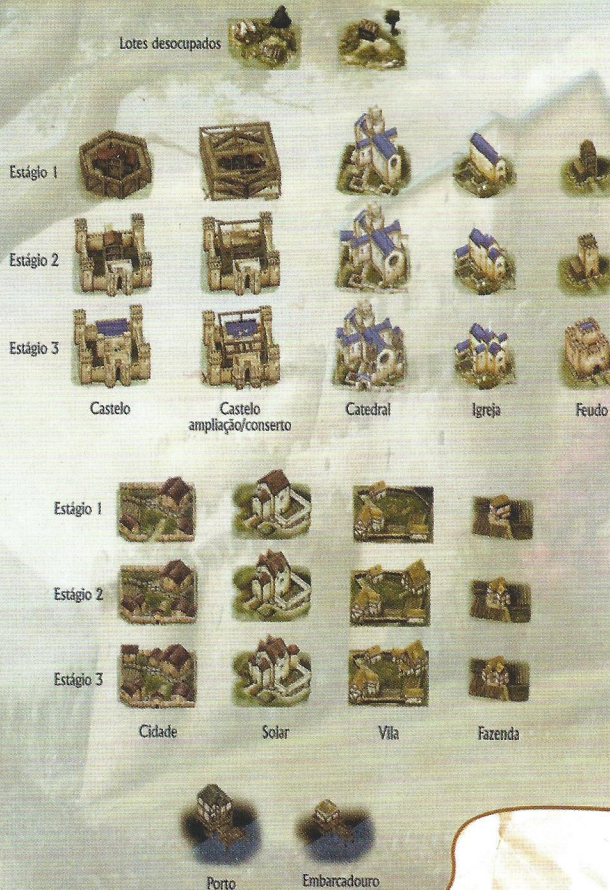 Lotes desocupados
Estágio 1
Estágio 2
Estágio 3
Castelo
Castelo
ampliação/conserto
Catedral
Igreja
Feudo
Estágio 1
Estágio 2
Estágio 3
Cidade
Solar
Vila
Fazenda
Porto
Embarcadouro